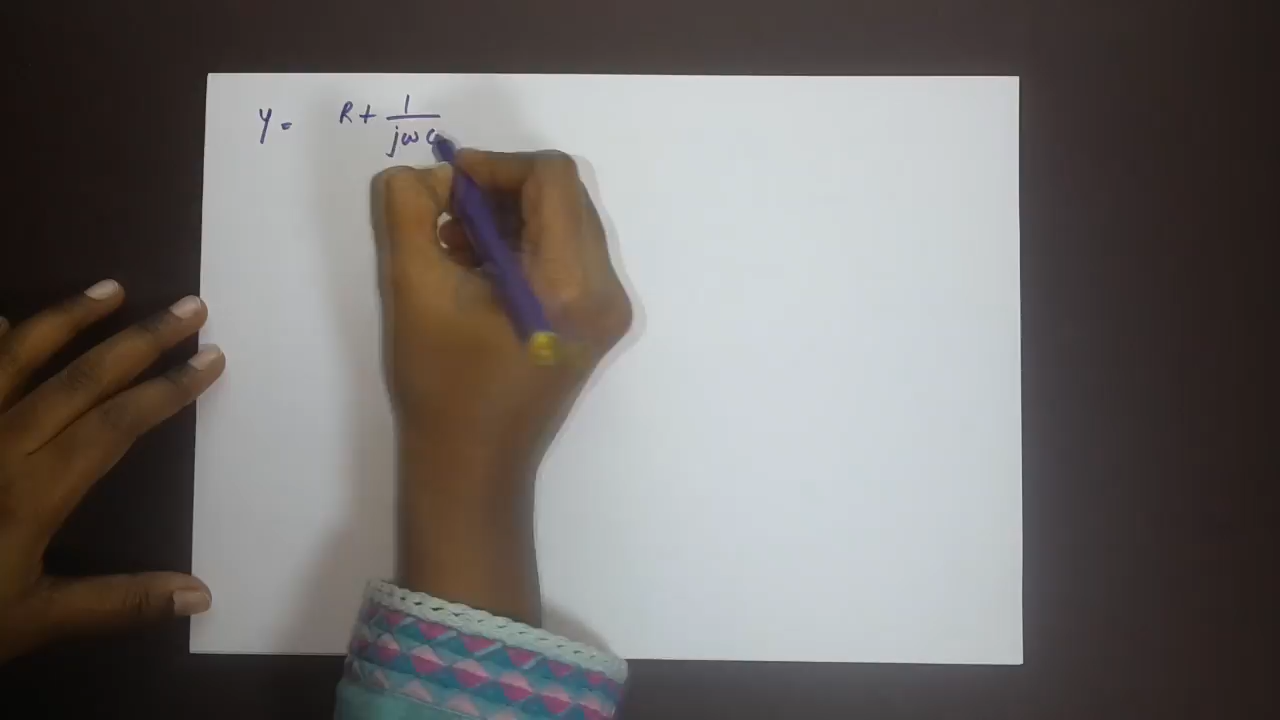 y = R + 1/jωc